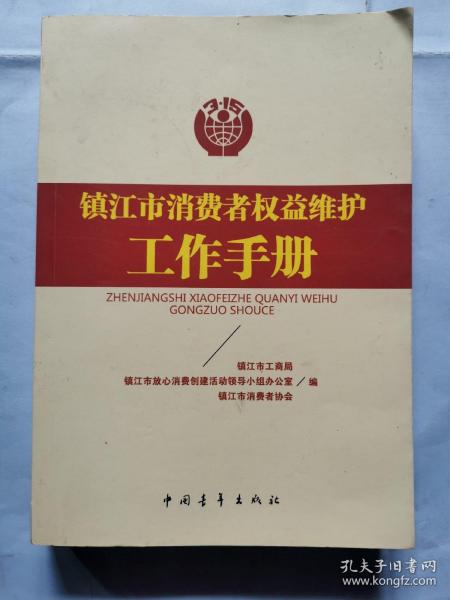 3·15
镇江市消费者权益维护
工作手册
ZHENJIANGSHI XIAOFEIZHE QUANYI WEIHU
GONGZUO SHOUCE
镇江市工商局
镇江市放心消费创建活动领导小组办公室/编
镇江市消费者协会
中国青年出版社
孔夫子旧书网
www.kongfz.com